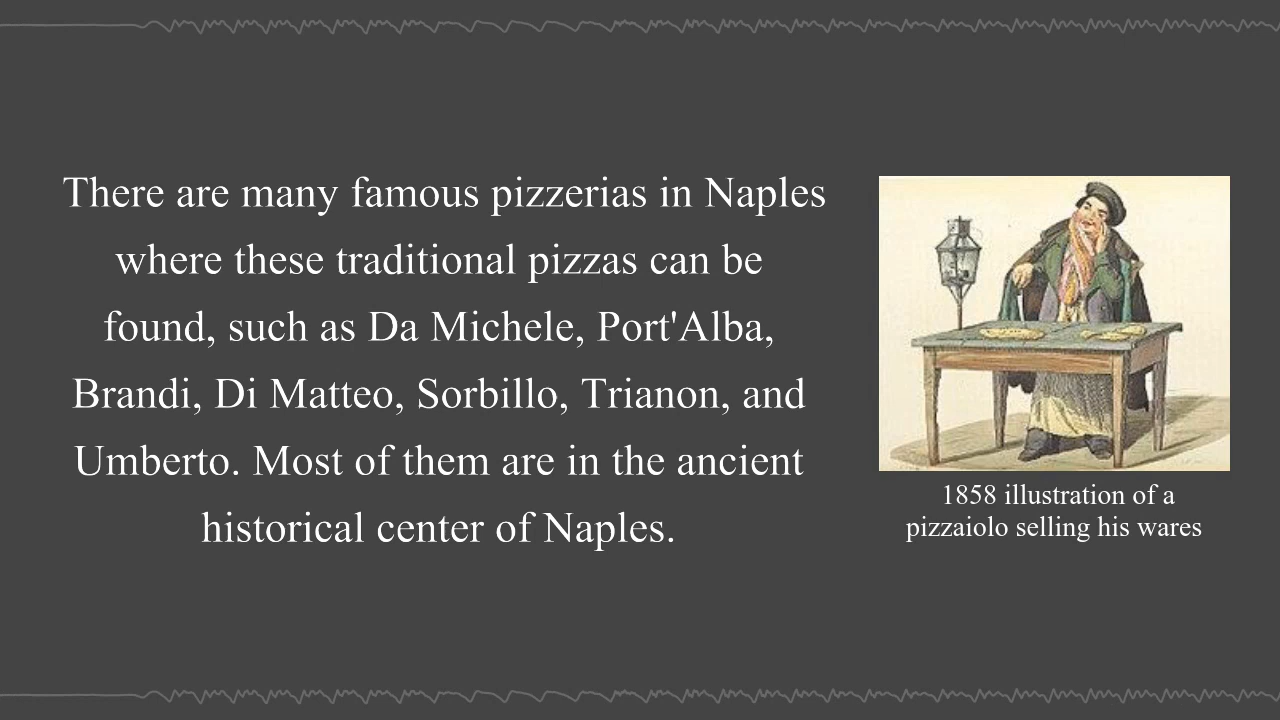 There are many famous pizzerias in Naples
where these traditional pizzas can be
found, such as Da Michele, Port'Alba,
Brandi, Di Matteo, Sorbillo, Trianon, and
Umberto. Most of them are in the ancient
historical center of Naples.
1858 illustration of a
pizzaiolo selling his wares